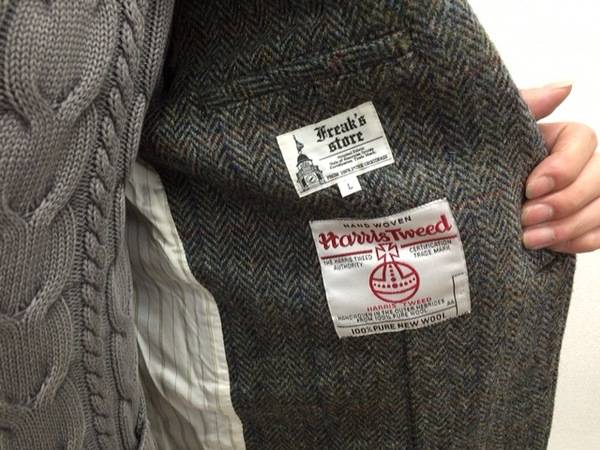 Freak's
store
L
HAND WOVEN
Harris Tweed
THE HARRIS TWEED
AUTHORITY
CERTIFICATION
TRADE MARK
HARRIS TWEED
HANDWOVEN IN THE OUTER HEBRIDES
FROM 100% PURE WOOL
100% PURE NEW WOOL